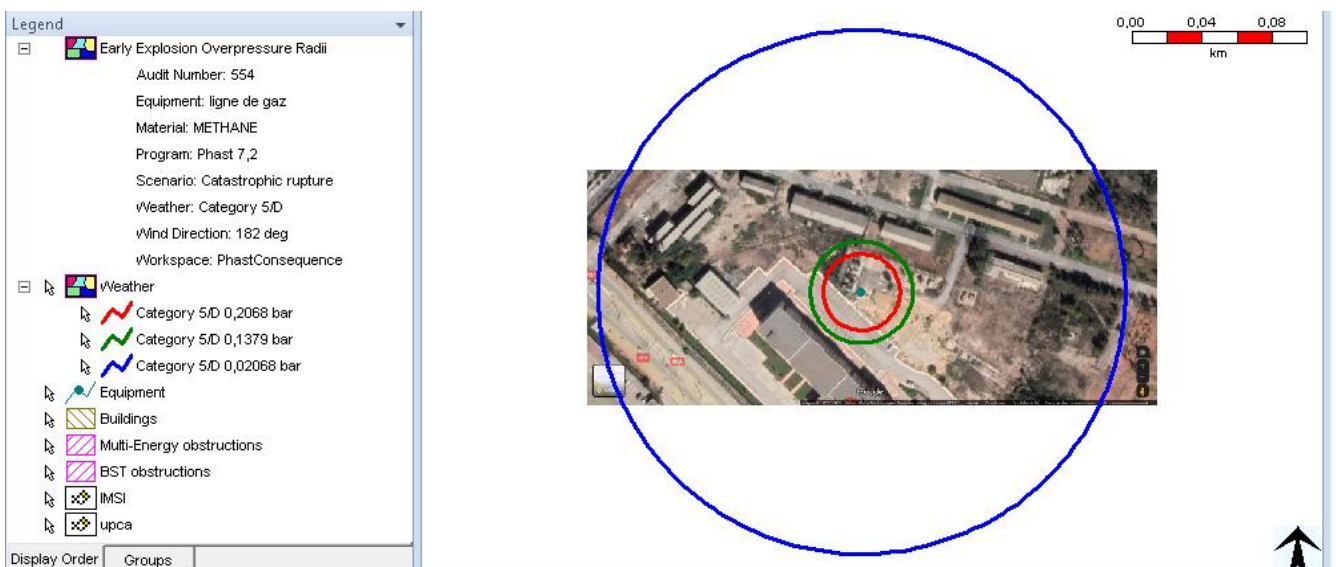 Legend
Early Explosion Overpressure Radii
Audit Number: 554
Equipment: ligne de gaz
Material: METHANE
Program: Phast 7,2
Scenario: Catastrophic rupture
Weather: Category 5/D
Wind Direction: 182 deg
Workspace: PhastConsequence
Weather
Category 5/D 0,2068 bar
Category 5/D 0,1379 bar
Category 5/D 0,02068 bar
Equipment
Buildings
Multi-Energy obstructions
BST obstructions
IMSI
upca
Display Order Groups
0,00 0,04 0,08
km
Google